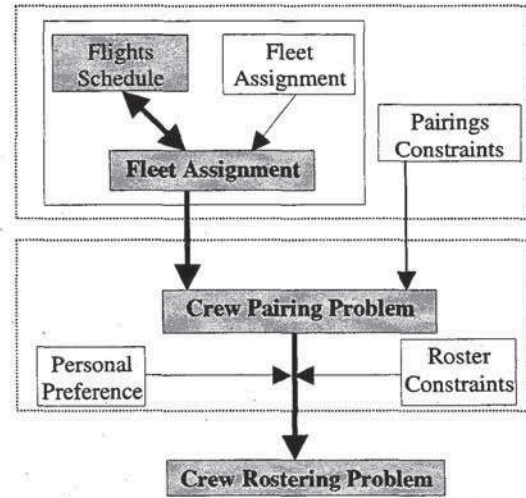 Flights
Schedule
Fleet
Assignment
Pairings
Constraints
Fleet Assignment
Crew Pairing Problem
Personal
Preference
Roster
Constraints
Crew Rostering Problem